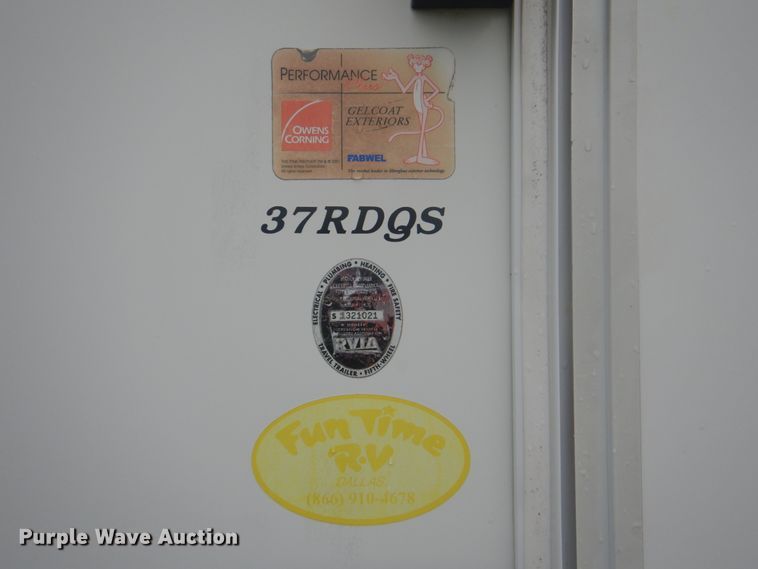 PERFORMANCE
Plus
OWENS
CORNING
GELCOAT
EXTERIORS
FABWEL
37RDQS
ELECTRICAL • PLUMBING • HEATING • FIRE SAFETY
S 1321021
RVIA
TRAVEL TRAILER • FIFTH-WHEEL
Fun Time
R•V
DALLAS
(866) 910-4678
Purple Wave Auction